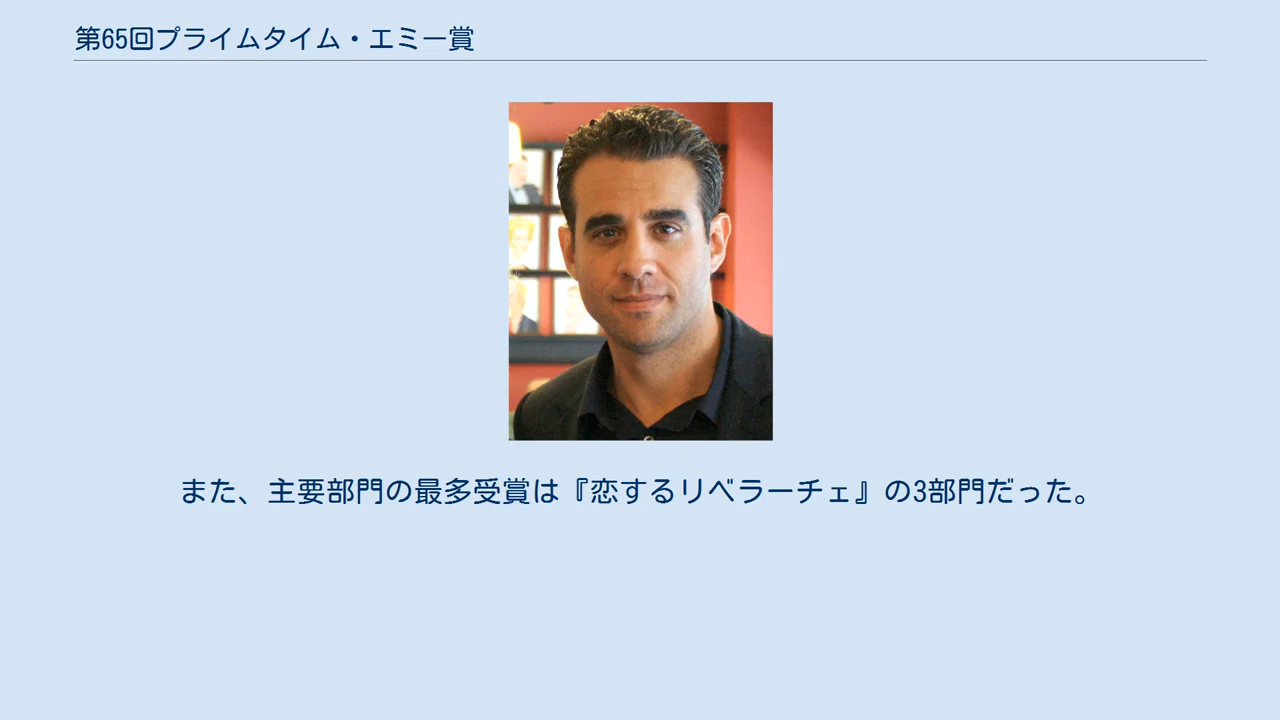 第65回プライムタイム・エミー賞
また、主要部門の最多受賞は『恋するリベラーチェ』の3部門だった。